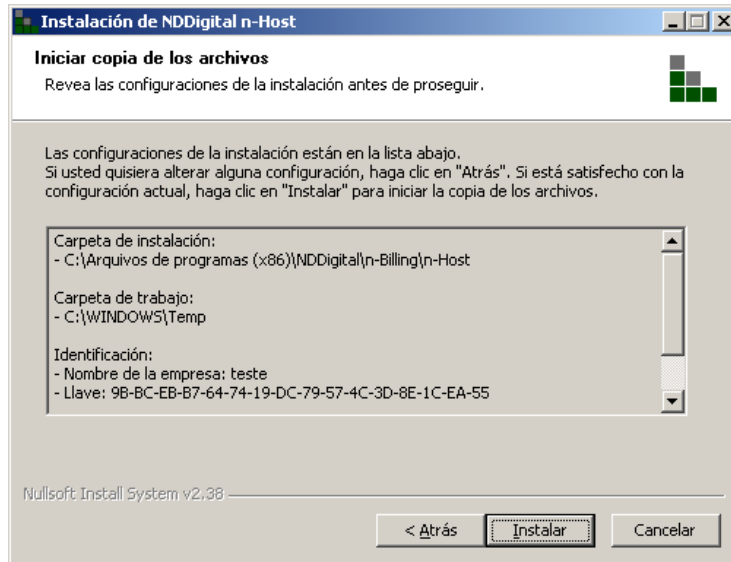 Instalación de NDDigital n-Host
Iniciar copia de los archivos
Revea las configuraciones de la instalación antes de proseguir.
Las configuraciones de la instalación están en la lista abajo.
Si usted quisiera alterar alguna configuración, haga clic en "Atrás". Si está satisfecho con la
configuración actual, haga clic en "Instalar" para iniciar la copia de los archivos.
Carpeta de instalación:
- C:\Arquivos de programas (x86)\NDDigital\n-Billing\n-Host
Carpeta de trabajo:
- C:\WINDOWS\Temp
Identificación:
- Nombre de la empresa: teste
- Llave: 9B-BC-EB-B7-64-74-19-DC-79-57-4C-3D-8E-1C-EA-55
Nullsoft Install System v2.38
< Atrás
Instalar
Cancelar